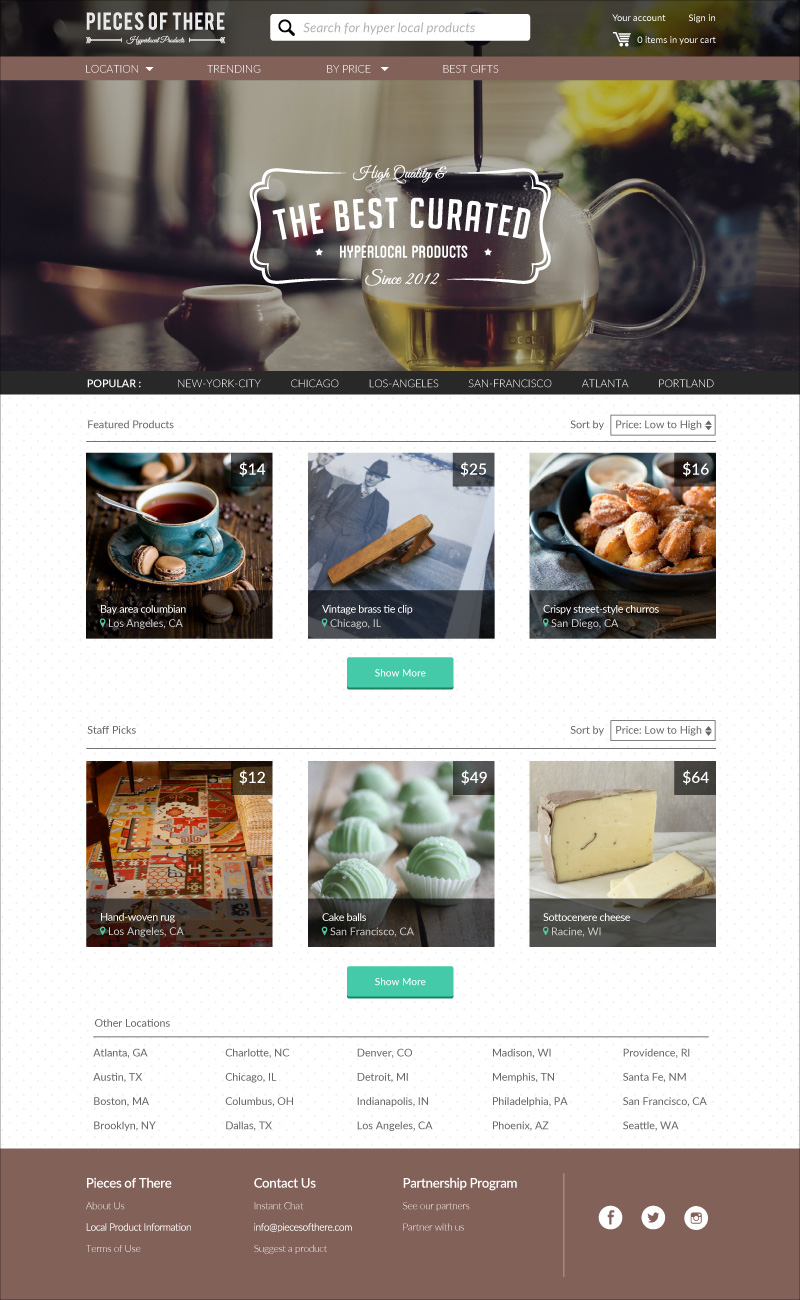 PIECES OF THERE
Hyperlocal Products
Search for hyper local products
Your account Sign in
0 items in your cart
LOCATION TRENDING BY PRICE BEST GIFTS
High Quality &
THE BEST CURATED
HYPERLOCAL PRODUCTS
Since 2012
POPULAR : NEW-YORK-CITY CHICAGO LOS-ANGELES SAN-FRANCISCO ATLANTA PORTLAND
Featured Products Sort by Price: Low to High
$14 $25 $16
Bay area columbian Vintage brass tie clip Crispy street-style churros
Los Angeles, CA Chicago, IL San Diego, CA
Show More
Staff Picks Sort by Price: Low to High
$12 $49 $64
Hand-woven rug Cake balls Sottocenere cheese
Los Angeles, CA San Francisco, CA Racine, WI
Show More
Other Locations
Atlanta, GA Charlotte, NC Denver, CO Madison, WI Providence, RI
Austin, TX Chicago, IL Detroit, MI Memphis, TN Santa Fe, NM
Boston, MA Columbus, OH Indianapolis, IN Philadelphia, PA San Francisco, CA
Brooklyn, NY Dallas, TX Los Angeles, CA Phoenix, AZ Seattle, WA
Pieces of There Contact Us Partnership Program
About Us Instant Chat See our partners
Local Product Information info@piecesofthere.com Partner with us
Terms of Use Suggest a product